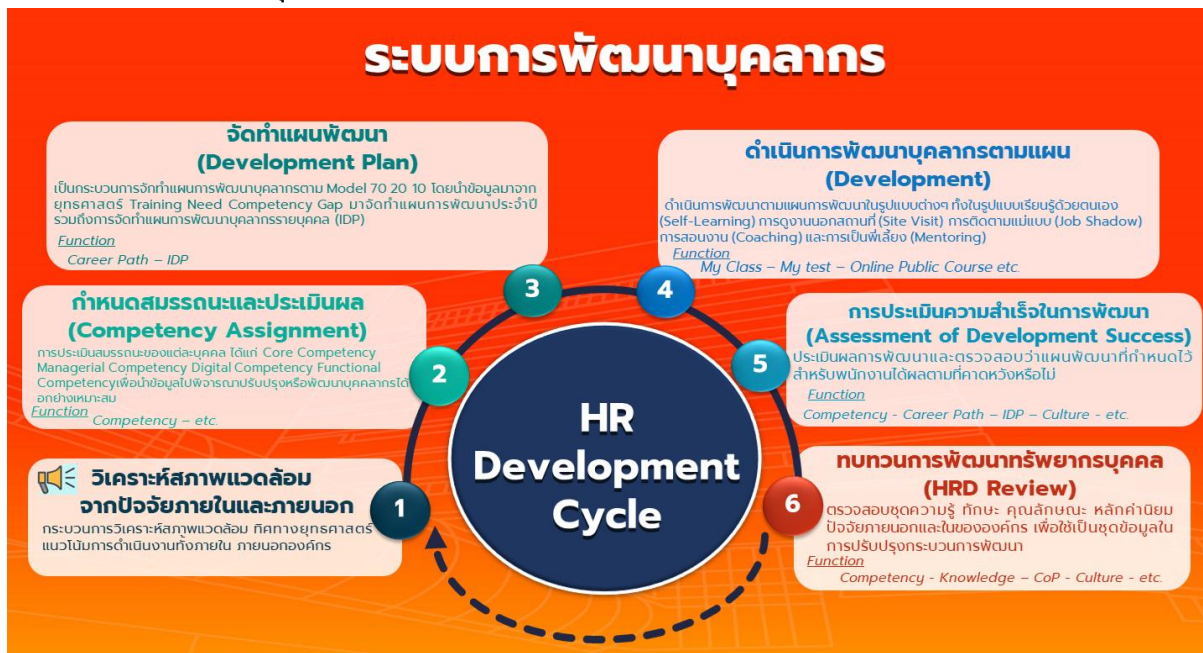 ระบบการพัฒนาบุคลากร
จัดทำแผนพัฒนา
(Development Plan)
เป็นกระบวนการจักทำแผนการพัฒนาบุคลากรตาม Model 70 20 10 โดยนำข้อมูลมาจาก
ยุทธศาสตร์ Training Need Competency Gap มาจัดทำแผนการพัฒนาประจำปี
รวมถึงการจัดทำแผนการพัฒนาบุคลากรรายบุคคล (IDP)
Function
Career Path – IDP
กำหนดสมรรถนะและประเมินผล
(Competency Assignment)
การประเมินสมรรถนะของแต่ละบุคคล ได้แก่ Core Competency
Managerial Competency Digital Competency Functional
Competencyเพื่อนำข้อมูลไปพิจารณาปรับปรุงหรือพัฒนาบุคลากรได้
อกย่างเหมาะสม
Function
Competency – etc.
วิเคราะห์สภาพแวดล้อม
จากปัจจัยภายในและภายนอก
กระบวนการวิเคราะห์สภาพแวดล้อม ทิศทางยุทธศาสตร์
แนวโน้มการดำเนินงานทั้งภายใน ภายนอกองค์กร
1
2
3
4
5
6
HR
Development
Cycle
ดำเนินการพัฒนาบุคลากรตามแผน
(Development)
ดำเนินการพัฒนาตามแผนการพัฒนาในรูปแบบต่างๆ ทั้งในรูปแบบเรียนรู้ด้วยตนเอง
(Self-Learning) การดูงานนอกสถานที่ (Site Visit) การติดตามแม่แบบ (Job Shadow)
การสอนงาน (Coaching) และการเป็นพี่เลี้ยง (Mentoring)
Function
My Class – My test – Online Public Course etc.
การประเมินความสำเร็จในการพัฒนา
(Assessment of Development Success)
ประเมินผลการพัฒนาและตรวจสอบว่าแผนพัฒนาที่กำหนดไว้
สำหรับพนักงานได้ผลตามที่คาดหวังหรือไม่
Function
Competency - Career Path – IDP – Culture - etc.
ทบทวนการพัฒนาทรัพยากรบุคคล
(HRD Review)
ตรวจสอบชุดความรู้ ทักษะ คุณลักษณะ หลักค่านิยม
ปัจจัยภายนอกและในขององค์กร เพื่อใช้เป็นชุดข้อมูลใน
การปรับปรุงกระบวนการพัฒนา
Function
Competency - Knowledge – CoP - Culture - etc.